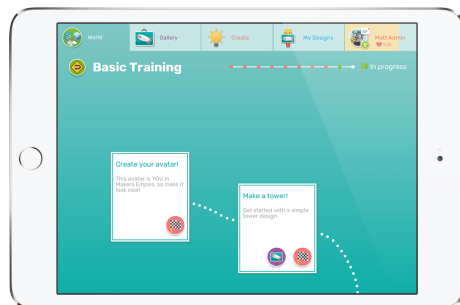 World
Gallery
Create
My Designs
Matt Admin
Basic Training
In progress
Create your avatar!
This avatar is YOU in
Makers Empire, so make it
look cool!
Make a tower!
Get started with a simple
tower design